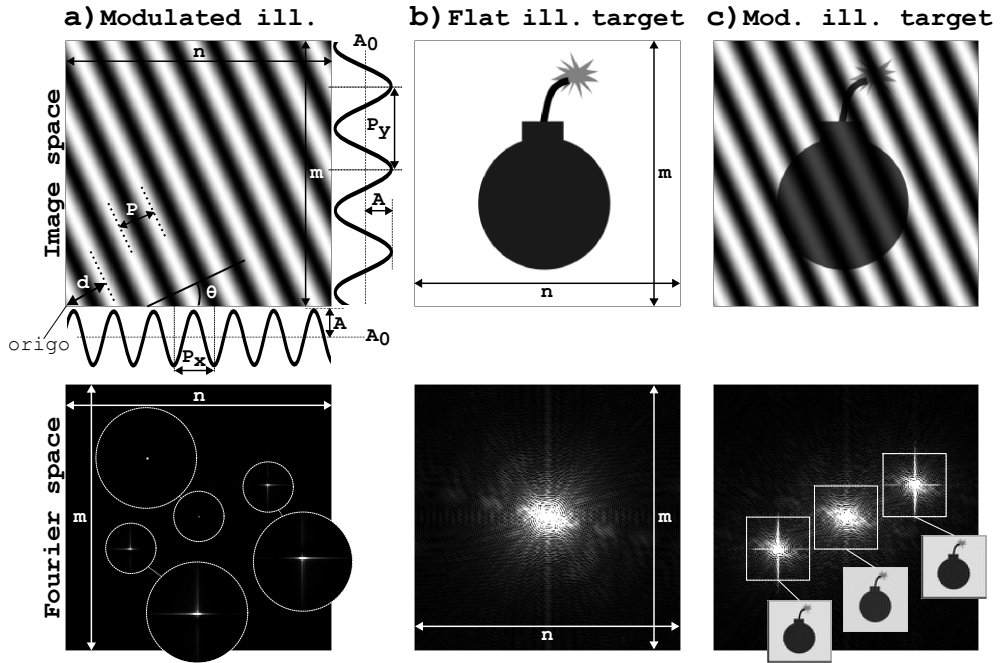 a) Modulated ill.
b) Flat ill. target
c) Mod. ill. target
Image space
n
m
P
d
θ
origo
A0
Py
A
A
A0
Px
m
n
Fourier space
n
m
m
n